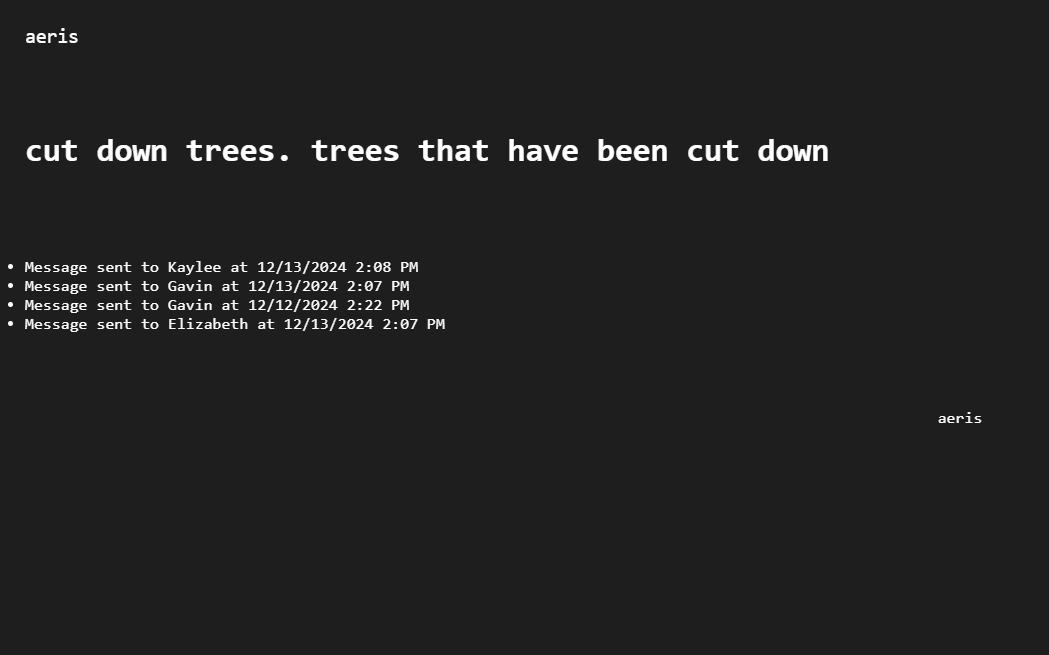 aeris
cut down trees. trees that have been cut down
• Message sent to Kaylee at 12/13/2024 2:08 PM
• Message sent to Gavin at 12/13/2024 2:07 PM
• Message sent to Gavin at 12/12/2024 2:22 PM
• Message sent to Elizabeth at 12/13/2024 2:07 PM
aeris